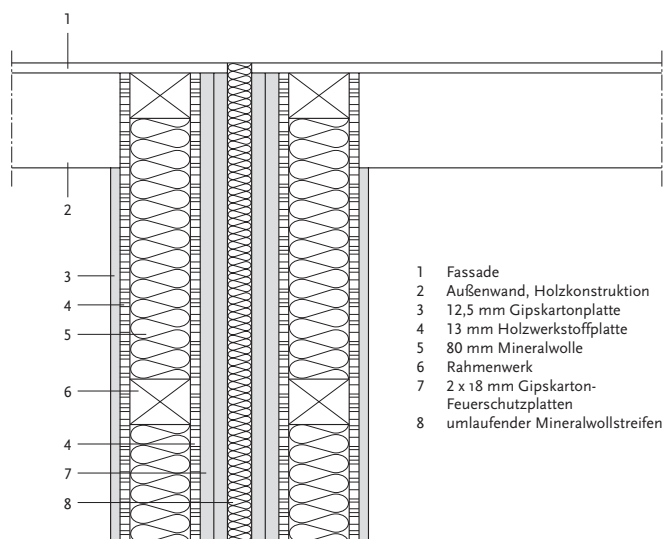 1
2
3
4
5
6
4
7
8
1 Fassade
2 Außenwand, Holzkonstruktion
3 12,5 mm Gipskartonplatte
4 13 mm Holzwerkstoffplatte
5 80 mm Mineralwolle
6 Rahmenwerk
7 2 x 18 mm Gipskarton-
Feuerschutzplatten
8 umlaufender Mineralwollstreifen